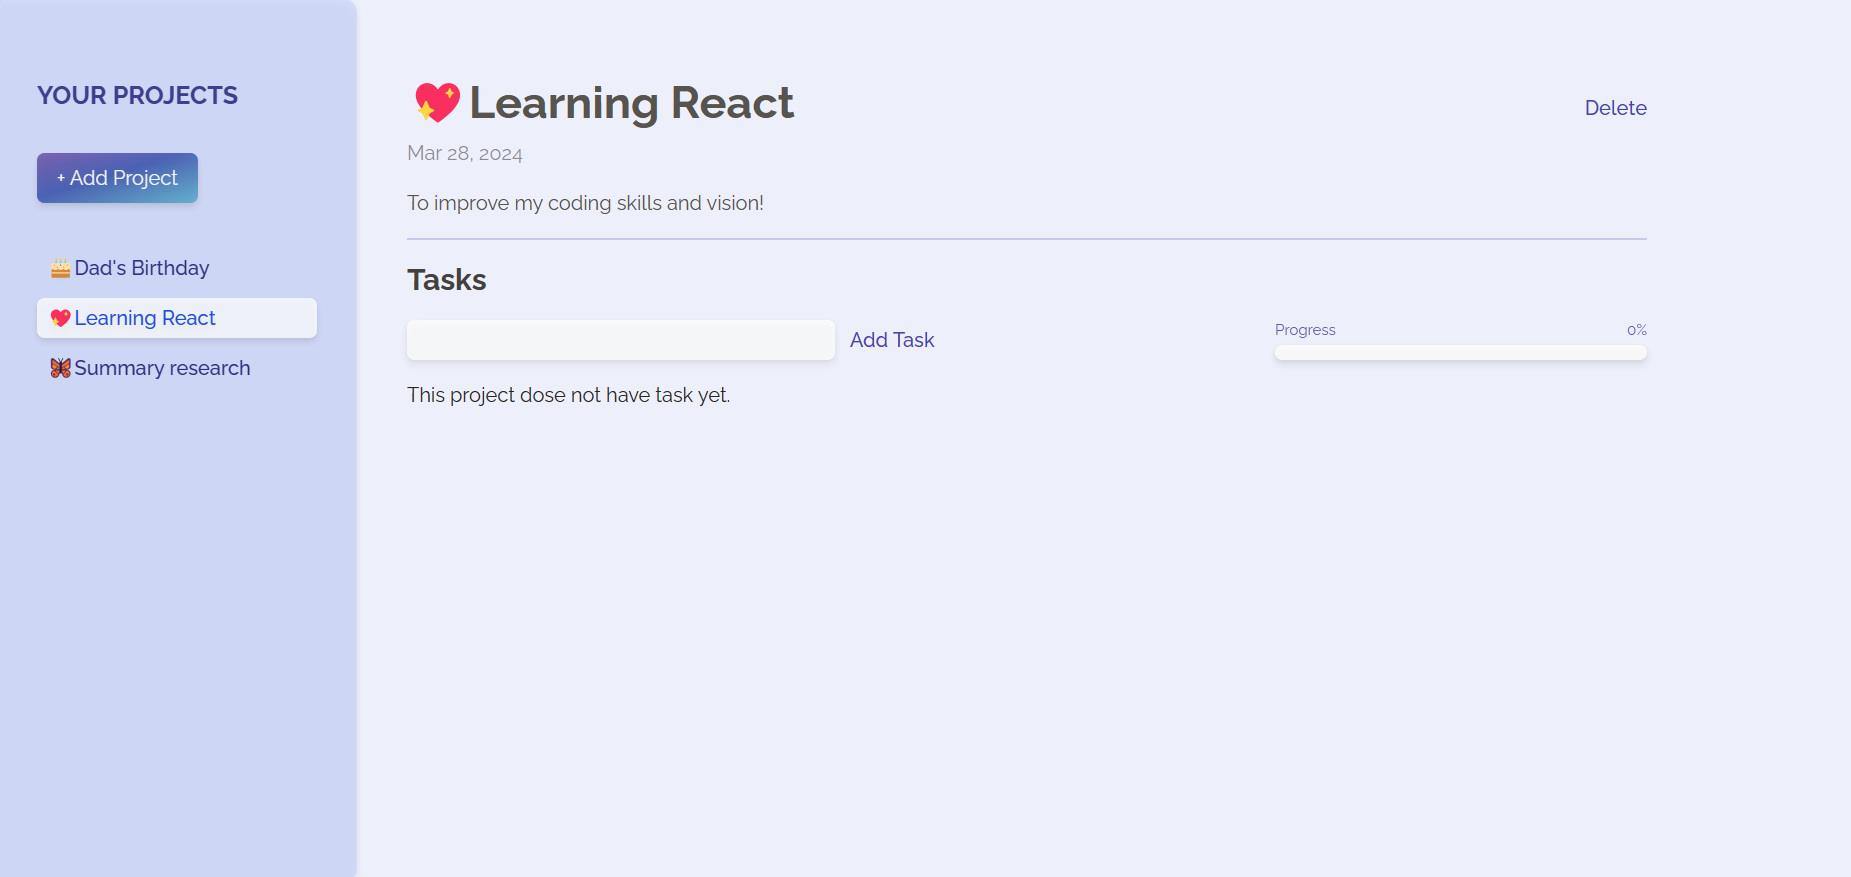 YOUR PROJECTS
+ Add Project
Dad's Birthday
Learning React
Summary research
Learning React
Delete
Mar 28, 2024
To improve my coding skills and vision!
Tasks
Add Task
Progress 0%
This project dose not have task yet.